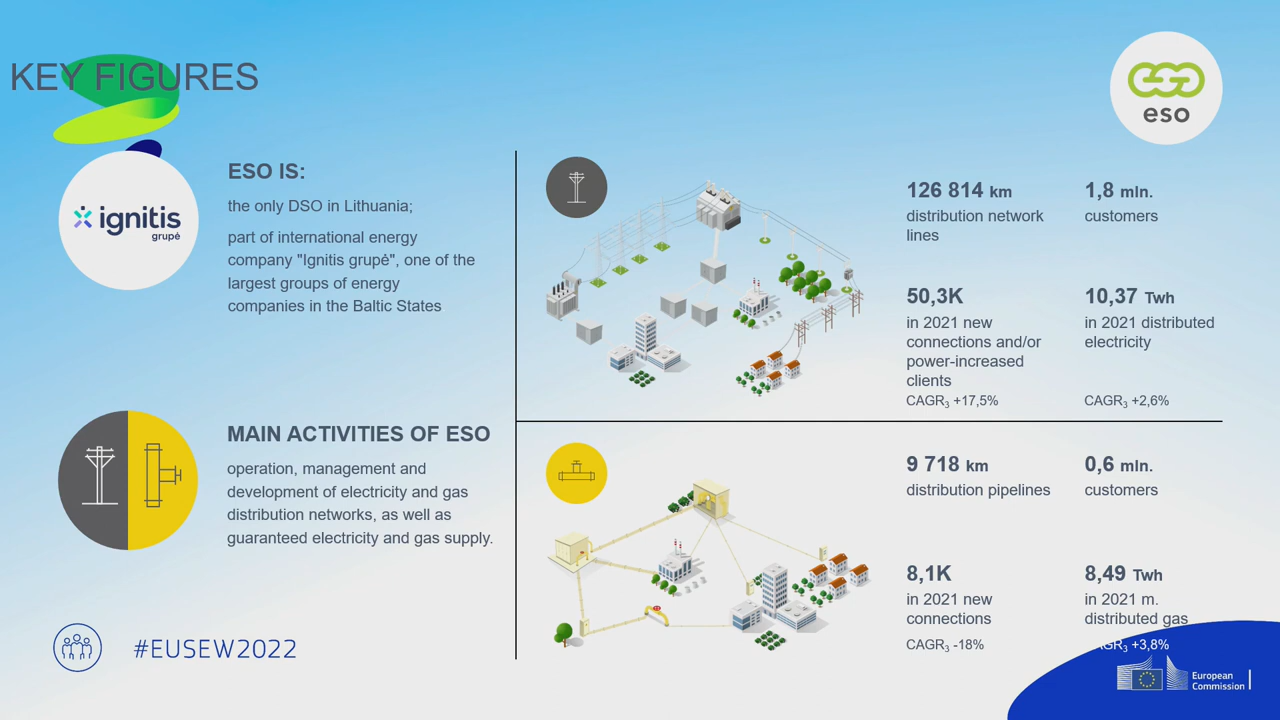 KEY FIGURES
eso
ignitis
grupė
ESO IS:
the only DSO in Lithuania;
part of international energy
company "Ignitis grupė", one of the
largest groups of energy
companies in the Baltic States
MAIN ACTIVITIES OF ESO
operation, management and
development of electricity and gas
distribution networks, as well as
guaranteed electricity and gas supply.
#EUSEW2022
126 814 km
distribution network
lines
1,8 mln.
customers
50,3K
in 2021 new
connections and/or
power-increased
clients
CAGR3 +17,5%
10,37 Twh
in 2021 distributed
electricity
CAGR3 +2,6%
9 718 km
distribution pipelines
0,6 mln.
customers
8,1K
in 2021 new
connections
CAGR3 -18%
8,49 Twh
in 2021 m.
distributed gas
CAGR3 +3,8%
European
Commission